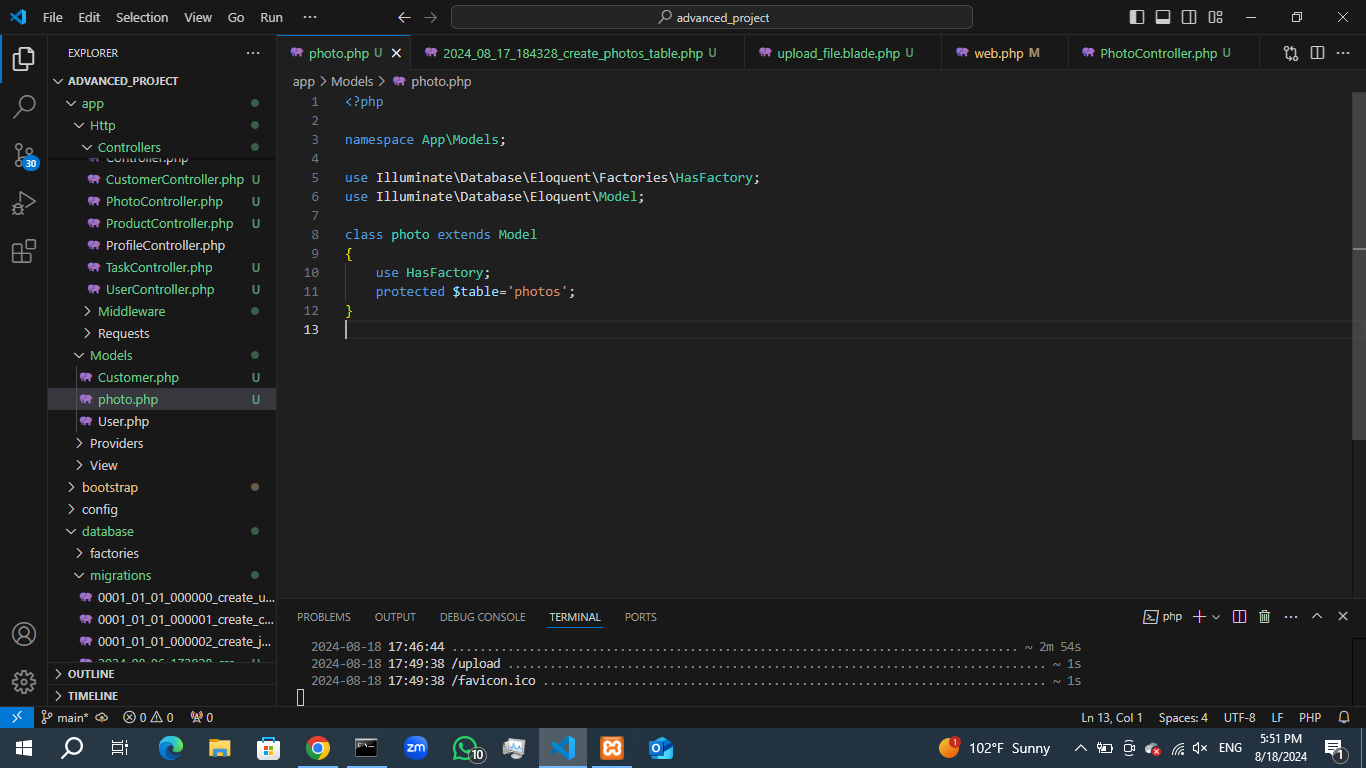 File Edit Selection View Go Run ··· advanced_project
EXPLORER ···
ADVANCED_PROJECT
app
Http
Controllers
Controller.php
CustomerController.php U
PhotoController.php U
ProductController.php U
ProfileController.php
TaskController.php U
UserController.php U
Middleware
Requests
Models
Customer.php U
photo.php U
User.php
Providers
View
bootstrap
config
database
factories
migrations
0001_01_01_000000_create_u...
0001_01_01_000001_create_c...
0001_01_01_000002_create_j...
OUTLINE
TIMELINE
30
photo.php U 2024_08_17_184328_create_photos_table.php U upload_file.blade.php U web.php M PhotoController.php U ···
app > Models > photo.php
1 <?php
2
3 namespace App\Models;
4
5 use Illuminate\Database\Eloquent\Factories\HasFactory;
6 use Illuminate\Database\Eloquent\Model;
7
8 class photo extends Model
9 {
10 use HasFactory;
11 protected $table='photos';
12 }
13
PROBLEMS OUTPUT DEBUG CONSOLE TERMINAL PORTS php ···
2024-08-18 17:46:44 .......................................................................... ~ 2m 54s
2024-08-18 17:49:38 /upload ...................................................................... ~ 1s
2024-08-18 17:49:38 /favicon.ico ................................................................. ~ 1s
main* 0 0 0 Ln 13, Col 1 Spaces: 4 UTF-8 LF PHP
zm 10 1 102°F Sunny ENG 5:51 PM
8/18/2024 1